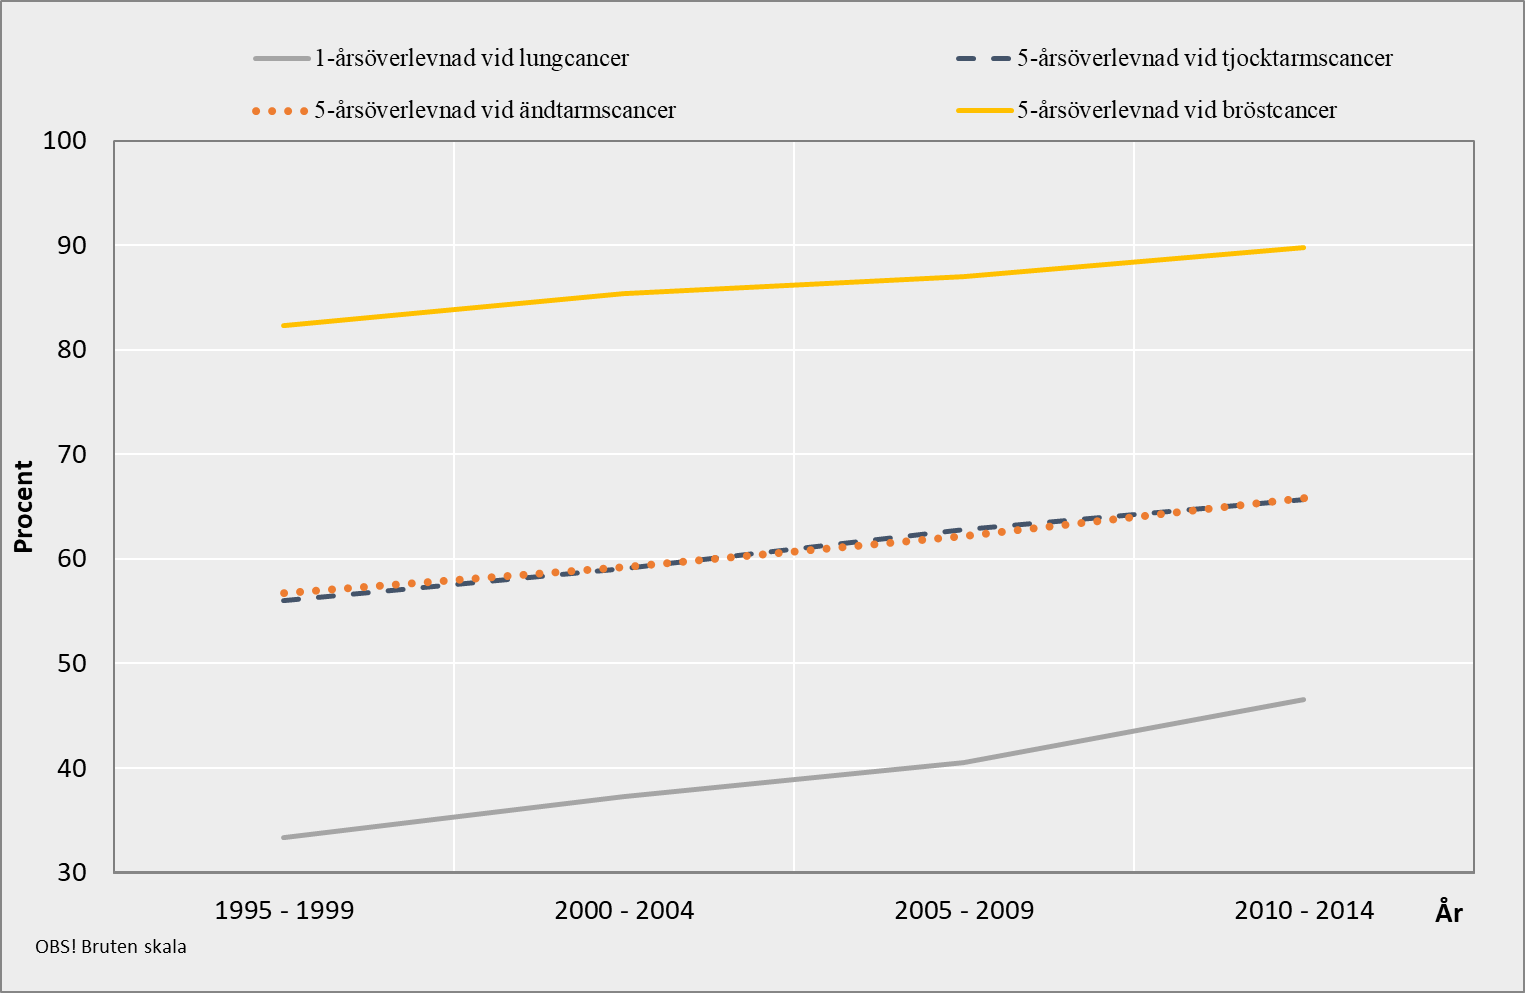 1-årsöverlevnad vid lungcancer
5-årsöverlevnad vid tjocktarmscancer
5-årsöverlevnad vid ändtarmscancer
5-årsöverlevnad vid bröstcancer
100
90
80
70
60
50
40
30
Procent
1995 - 1999
2000 - 2004
2005 - 2009
2010 - 2014
År
OBS! Bruten skala